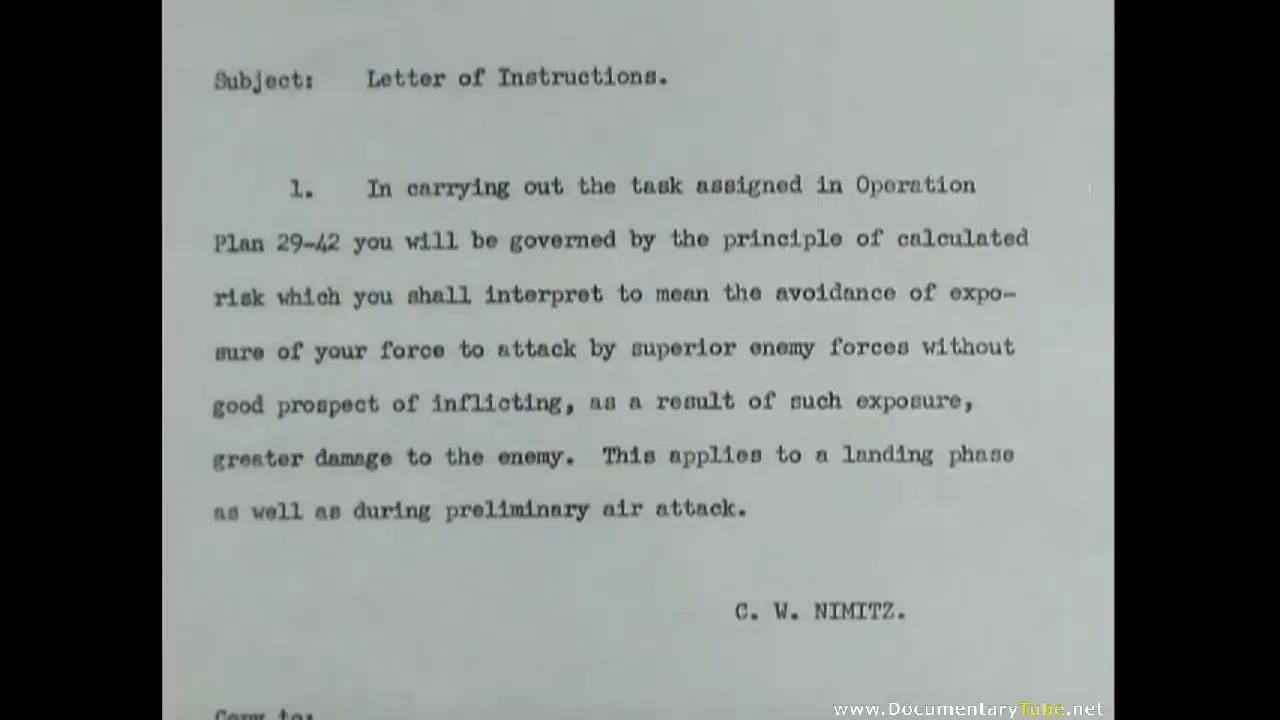 Subject: Letter of Instructions.
1. In carrying out the task assigned in Operation
Plan 29-42 you will be governed by the principle of calculated
risk which you shall interpret to mean the avoidance of expo-
sure of your force to attack by superior enemy forces without
good prospect of inflicting, as a result of such exposure,
greater damage to the enemy. This applies to a landing phase
as well as during preliminary air attack.
C. W. NIMITZ.
Copy to:
www.DocumentaryTube.net